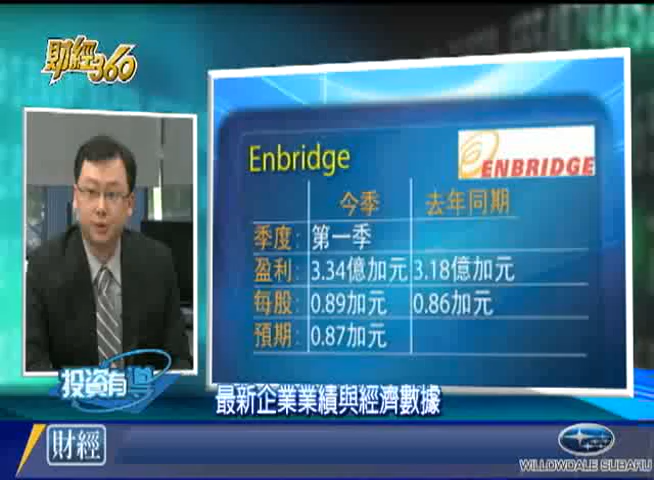 財經360
Enbridge
ENBRIDGE
今季 去年同期
季度: 第一季
盈利: 3.34億加元 3.18億加元
每股: 0.89加元 0.86加元
預期: 0.87加元
投資有導
最新企業業績與經濟數據
財經
WILLOWDALE SUBARU